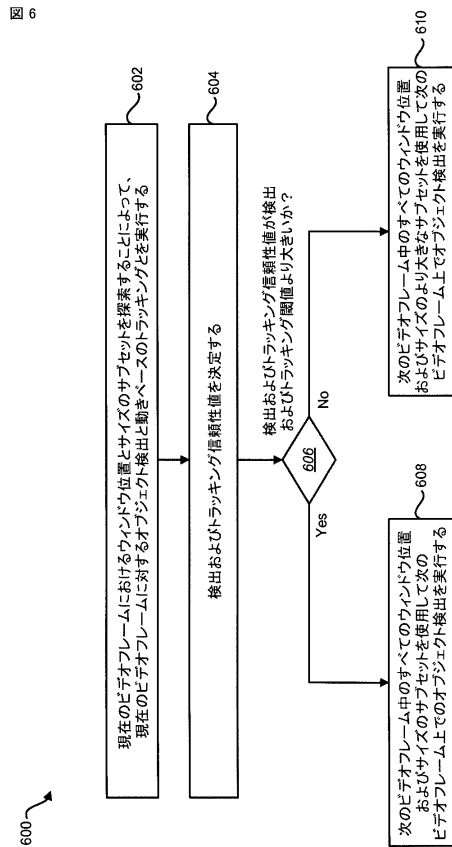 図 6
600
602
現在のビデオフレームにおけるウィンドウ位置とサイズのサブセットを探索することによって、
現在のビデオフレームに対するオブジェクト検出と動きベースのトラッキングとを実行する
604
検出およびトラッキング信頼性値を決定する
検出およびトラッキング信頼性値が検出
およびトラッキング閾値より大きいか?
606
Yes
No
608
次のビデオフレーム中のすべてのウィンドウ位置
およびサイズのサブセットを使用して次の
ビデオフレーム上でのオブジェクト検出を実行する
610
次のビデオフレーム中のすべてのウィンドウ位置
およびサイズのより大きなサブセットを使用して次の
ビデオフレーム上でオブジェクト検出を実行する